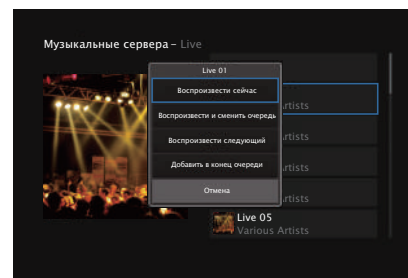 Музыкальные сервера – Live
Live 01
Воспроизвести сейчас
Воспроизвести и сменить очередь
Artists
Воспроизвести следующий
Artists
Добавить в конец очереди
Artists
Отмена
Artists
Live 05
Various Artists